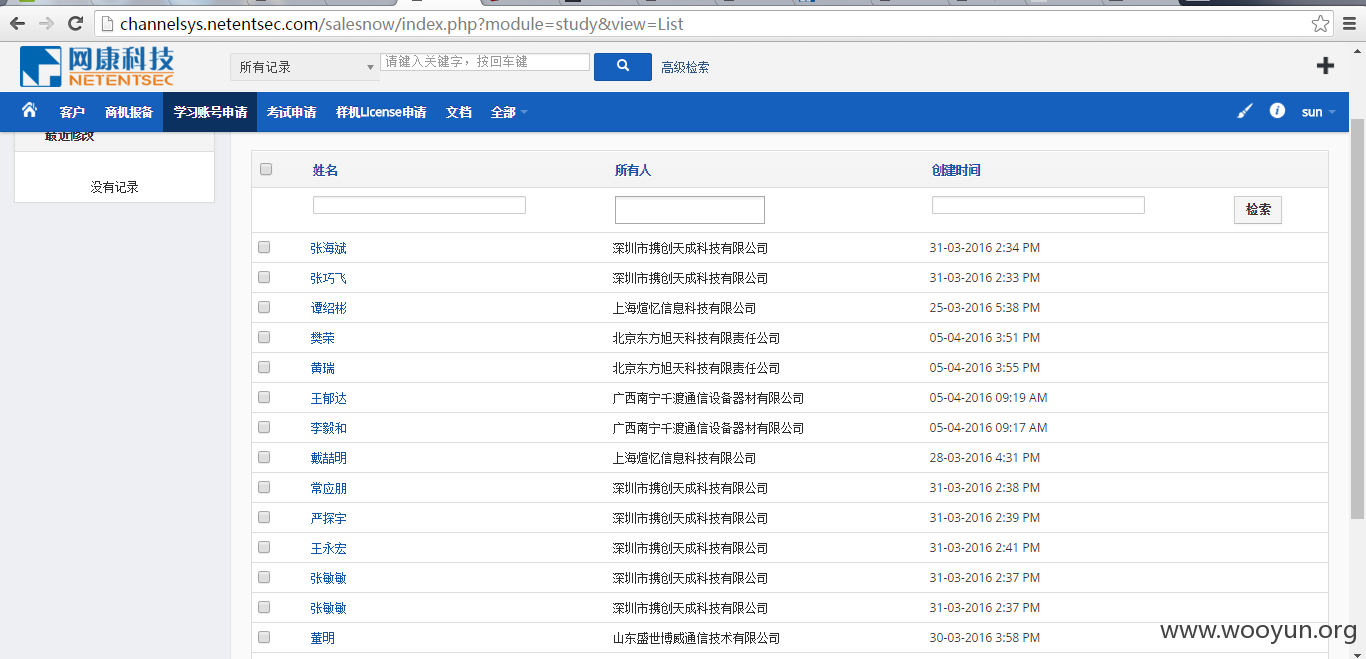 channelsys.netentsec.com/salesnow/index.php?module=study&view=List
网康科技
NETENTSEC
所有记录
请键入关键字，按回车键
高级检索
客户 商机报备 学习账号申请 考试申请 样机License申请 文档 全部
sun
最近修改
没有记录
姓名 所有人 创建时间
检索
张海斌 深圳市携创天成科技有限公司 31-03-2016 2:34 PM
张巧飞 深圳市携创天成科技有限公司 31-03-2016 2:33 PM
谭绍彬 上海煊忆信息科技有限公司 25-03-2016 5:38 PM
樊荣 北京东方旭天科技有限责任公司 05-04-2016 3:51 PM
黄瑞 北京东方旭天科技有限责任公司 05-04-2016 3:55 PM
王郁达 广西南宁千渡通信设备器材有限公司 05-04-2016 09:19 AM
李毅和 广西南宁千渡通信设备器材有限公司 05-04-2016 09:17 AM
戴喆明 上海煊忆信息科技有限公司 28-03-2016 4:31 PM
常应朋 深圳市携创天成科技有限公司 31-03-2016 2:38 PM
严探宇 深圳市携创天成科技有限公司 31-03-2016 2:39 PM
王永宏 深圳市携创天成科技有限公司 31-03-2016 2:41 PM
张敏敏 深圳市携创天成科技有限公司 31-03-2016 2:37 PM
张敏敏 深圳市携创天成科技有限公司 31-03-2016 2:37 PM
董明 山东盛世博威通信技术有限公司 30-03-2016 3:58 PM
www.wooyun.org